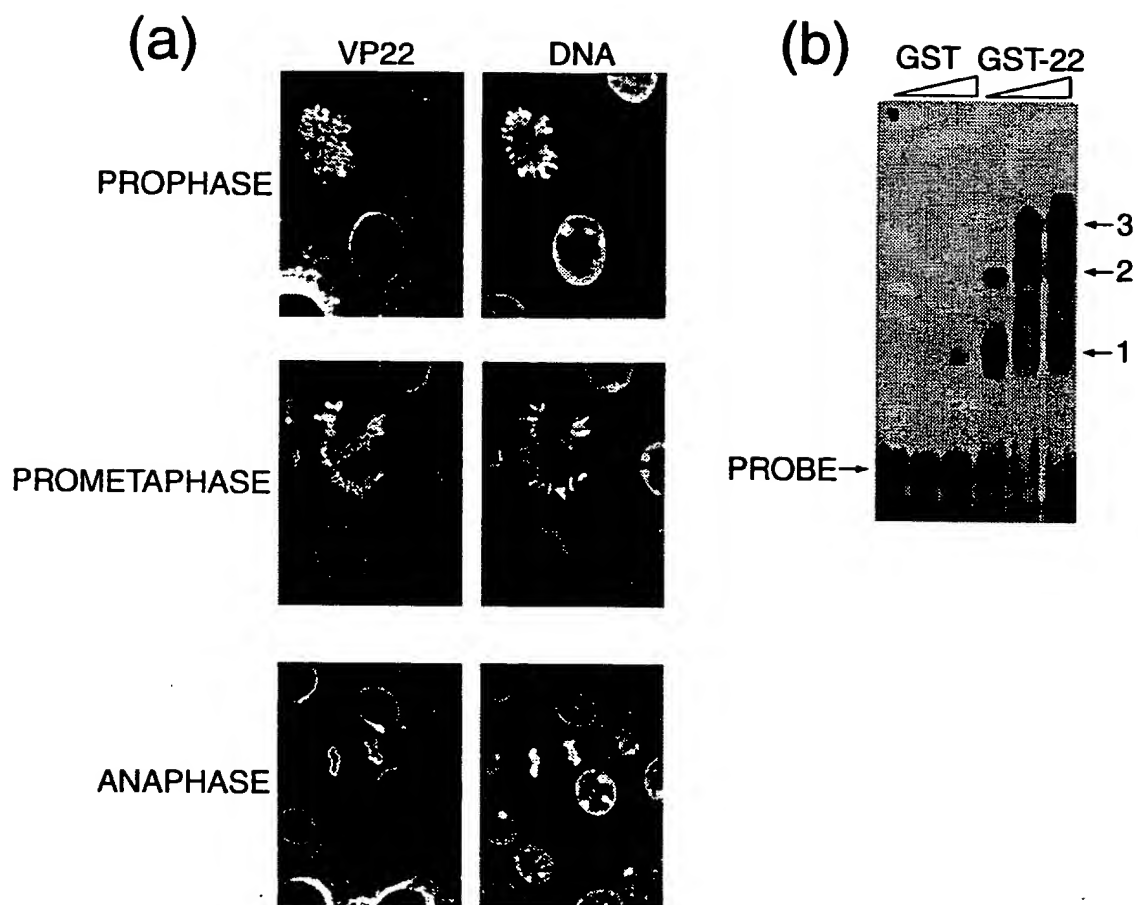 (a)
VP22 DNA
PROPHASE
PROMETAPHASE
ANAPHASE
(b)
GST GST-22
←3
←2
←1
PROBE→